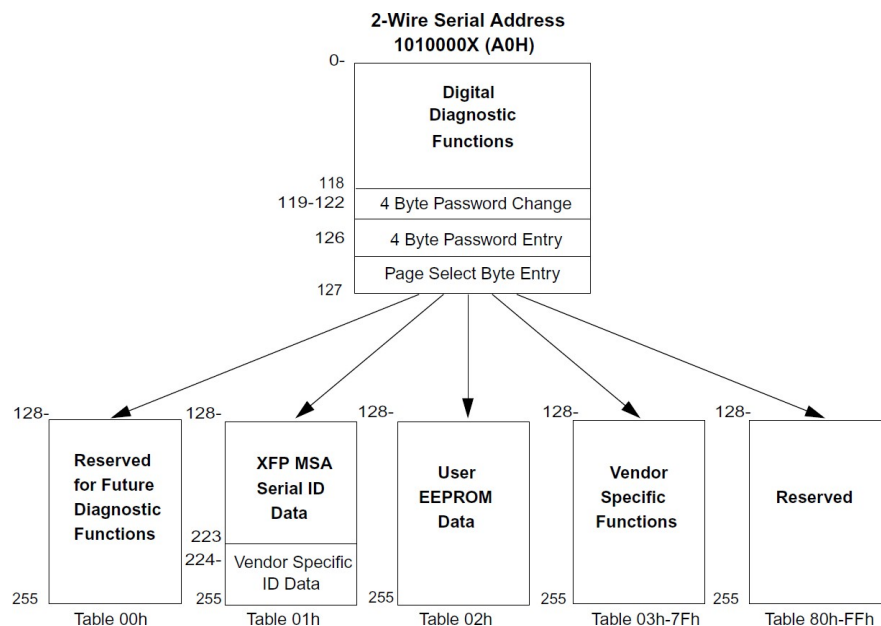 2-Wire Serial Address
1010000X (A0H)
0-
Digital
Diagnostic
Functions
118
119-122
4 Byte Password Change
126
4 Byte Password Entry
Page Select Byte Entry
127
128-
Reserved
for Future
Diagnostic
Functions
255
Table 00h
128-
XFP MSA
Serial ID
Data
223
224-
Vendor Specific
ID Data
255
Table 01h
128-
User
EEPROM
Data
255
Table 02h
128-
Vendor
Specific
Functions
255
Table 03h-7Fh
128-
Reserved
255
Table 80h-FFh